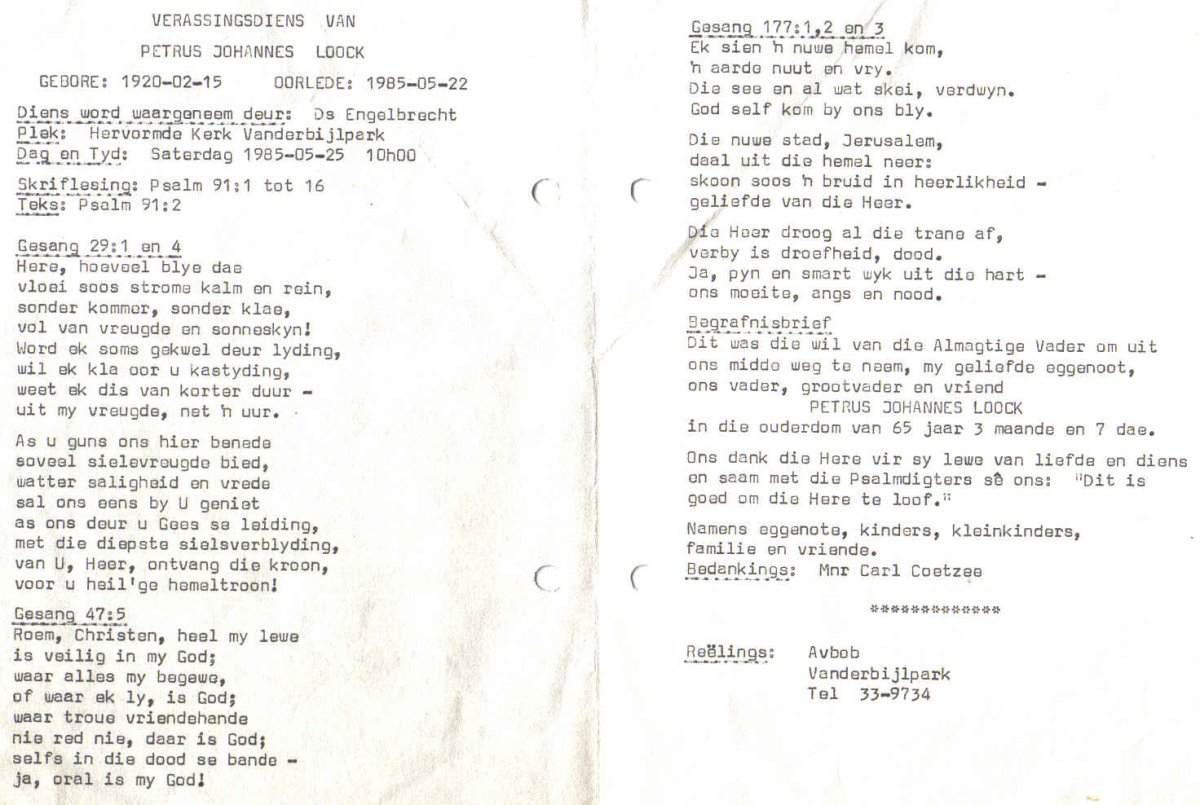 VERASSINGSDIENS VAN
PETRUS JOHANNES LOOCK
GEBORE: 1920-02-15 OORLEDE: 1985-05-22
Diens word waargeneem deur: Ds Engelbrecht
Plek: Hervormde Kerk Vanderbijlpark
Dag en Tyd: Saterdag 1985-05-25 10h00
Skriflesing: Psalm 91:1 tot 16
Teks: Psalm 91:2
Gesang 29:1 en 4
Here, hoeveel blye dae
vloei soos strome kalm en rein,
sonder kommer, sonder klae,
vol van vreugde en sonneskyn!
Word ek soms gekwel deur lyding,
wil ek kla oor u kastyding,
weet ek dis van korter duur -
uit my vreugde, net 'n uur.
As u guns ons hier benede
soveel sielevreugde bied,
watter saligheid en vrede
sal ons eens by U geniet
as ons deur u Gees se leiding,
met die diepste sielsverblyding,
van U, Heer, ontvang die kroon,
voor u heil'ge hemeltroon!
Gesang 47:5
Roem, Christen, heel my lewe
is veilig in my God;
waar alles my begewe,
of waar ek ly, is God;
waar troue vriendehande
nie red nie, daar is God;
selfs in die dood se bande -
ja, oral is my God!
Gesang 177:1,2 en 3
Ek sien 'n nuwe hemel kom,
'n aarde nuut en vry.
Die see en al wat skei, verdwyn.
God self kom by ons bly.
Die nuwe stad, Jerusalem,
daal uit die hemel neer:
skoon soos 'n bruid in heerlikheid -
geliefde van die Heer.
Die Heer droog al die trane af,
verby is droefheid, dood.
Ja, pyn en smart wyk uit die hart -
ons moeite, angs en nood.
Begrafnisbrief
Dit was die wil van die Almagtige Vader om uit
ons midde weg te neem, my geliefde eggenoot,
ons vader, grootvader en vriend
PETRUS JOHANNES LOOCK
in die ouderdom van 65 jaar 3 maande en 7 dae.
Ons dank die Here vir sy lewe van liefde en diens
en saam met die Psalmdigters sê ons: "Dit is
goed om die Here te loof."
Namens eggenote, kinders, kleinkinders,
familie en vriende.
Bedankings: Mnr Carl Coetzee
*************
Reëlings: Avbob
Vanderbijlpark
Tel 33-9734